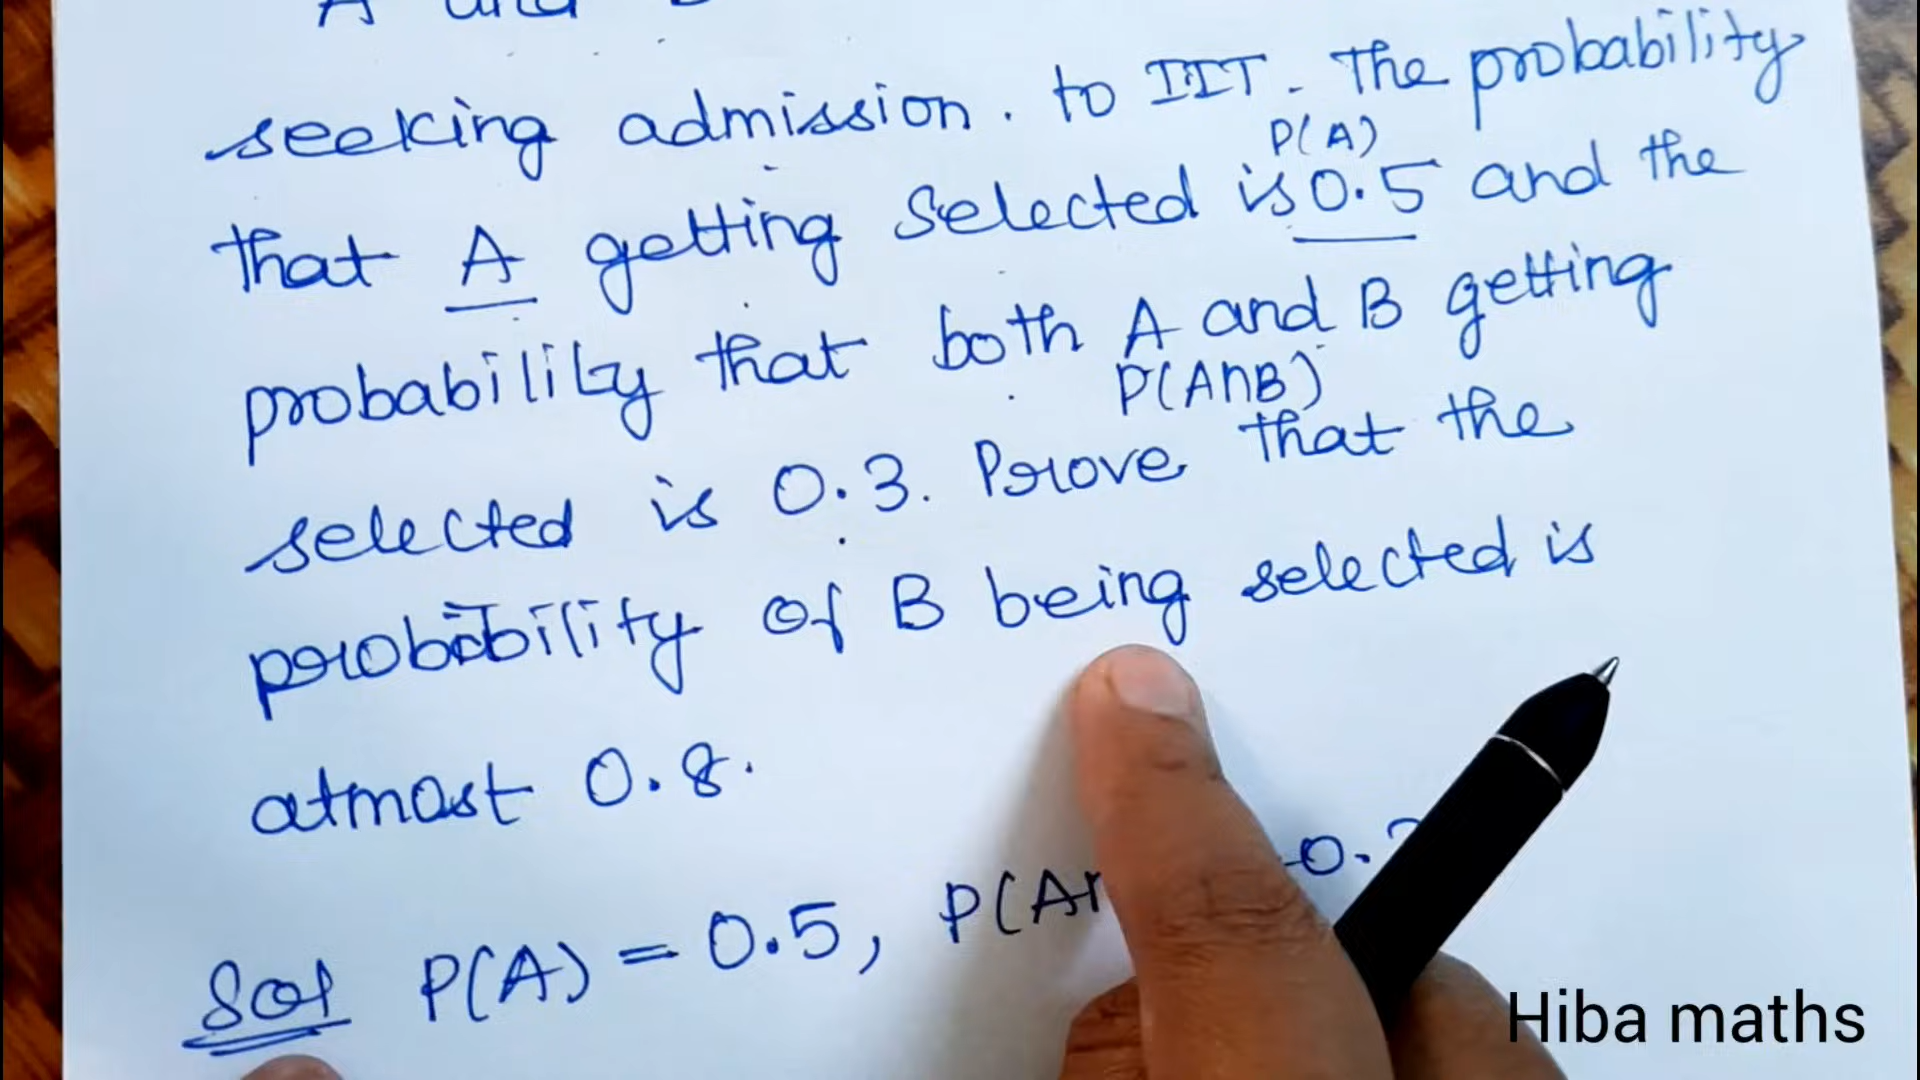 A and
seeking admission. to IIT. The probability
P(A)
that A getting selected is 0.5 and the
probability that both A and B getting
P(A∩B)
selected is 0.3. Prove that the
probability of B being selected is
atmost 0.8.
Sol P(A) = 0.5, P(A 0.
Hiba maths